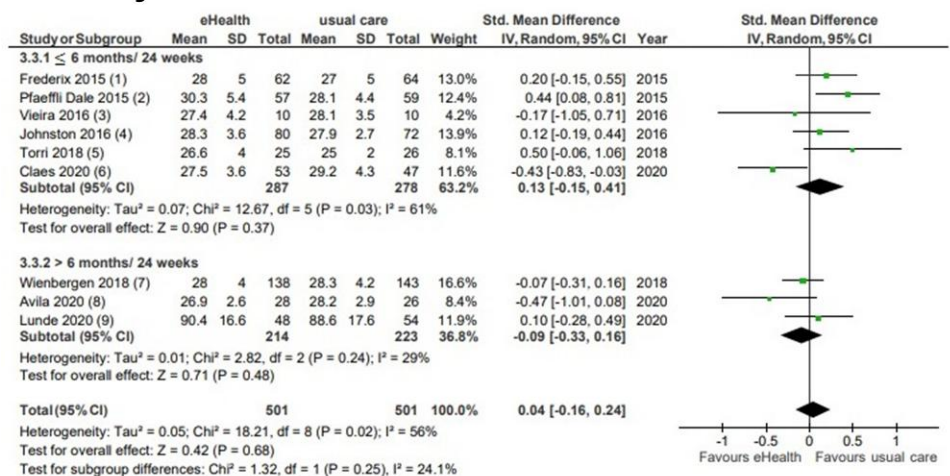 eHealth usual care Std. Mean Difference Std. Mean Difference
Study or Subgroup Mean SD Total Mean SD Total Weight IV, Random, 95% CI Year IV, Random, 95% CI
3.3.1 ≤ 6 months/ 24 weeks
Frederix 2015 (1) 28 5 62 27 5 64 13.0% 0.20 [-0.15, 0.55] 2015
Pfaeffli Dale 2015 (2) 30.3 5.4 57 28.1 4.4 59 12.4% 0.44 [0.08, 0.81] 2015
Vieira 2016 (3) 27.4 4.2 10 28.1 3.5 10 4.2% -0.17 [-1.05, 0.71] 2016
Johnston 2016 (4) 28.3 3.6 80 27.9 2.7 72 13.9% 0.12 [-0.19, 0.44] 2016
Torri 2018 (5) 26.6 4 25 25 2 26 8.1% 0.50 [-0.06, 1.06] 2018
Claes 2020 (6) 27.5 3.6 53 29.2 4.3 47 11.6% -0.43 [-0.83, -0.03] 2020
Subtotal (95% CI) 287 278 63.2% 0.13 [-0.15, 0.41]
Heterogeneity: Tau² = 0.07; Chi² = 12.67, df = 5 (P = 0.03); I² = 61%
Test for overall effect: Z = 0.90 (P = 0.37)
3.3.2 > 6 months/ 24 weeks
Wienbergen 2018 (7) 28 4 138 28.3 4.2 143 16.6% -0.07 [-0.31, 0.16] 2018
Avila 2020 (8) 26.9 2.6 28 28.2 2.9 26 8.4% -0.47 [-1.01, 0.08] 2020
Lunde 2020 (9) 90.4 16.6 48 88.6 17.6 54 11.9% 0.10 [-0.28, 0.49] 2020
Subtotal (95% CI) 214 223 36.8% -0.09 [-0.33, 0.16]
Heterogeneity: Tau² = 0.01; Chi² = 2.82, df = 2 (P = 0.24); I² = 29%
Test for overall effect: Z = 0.71 (P = 0.48)
Total (95% CI) 501 501 100.0% 0.04 [-0.16, 0.24]
Heterogeneity: Tau² = 0.05; Chi² = 18.21, df = 8 (P = 0.02); I² = 56%
Test for overall effect: Z = 0.42 (P = 0.68)
Test for subgroup differences: Chi² = 1.32, df = 1 (P = 0.25), I² = 24.1%
-1 -0.5 0 0.5 1
Favours eHealth Favours usual care